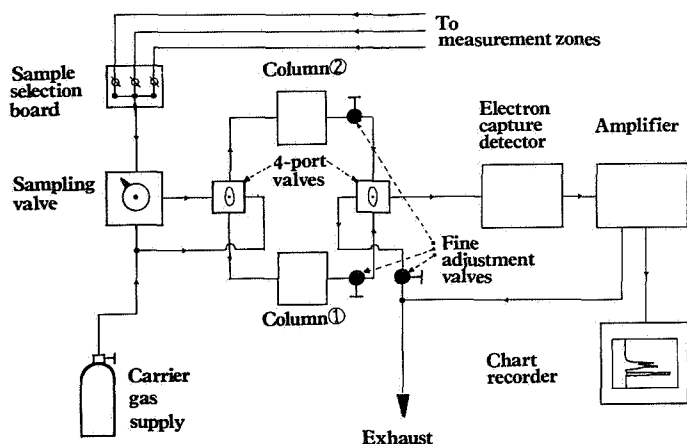 To
measurement zones
Sample
selection
board
Column②
Electron
capture
detector
Amplifier
4-port
valves
Sampling
valve
Fine
adjustment
valves
Column①
Carrier
gas
supply
Chart
recorder
Exhaust